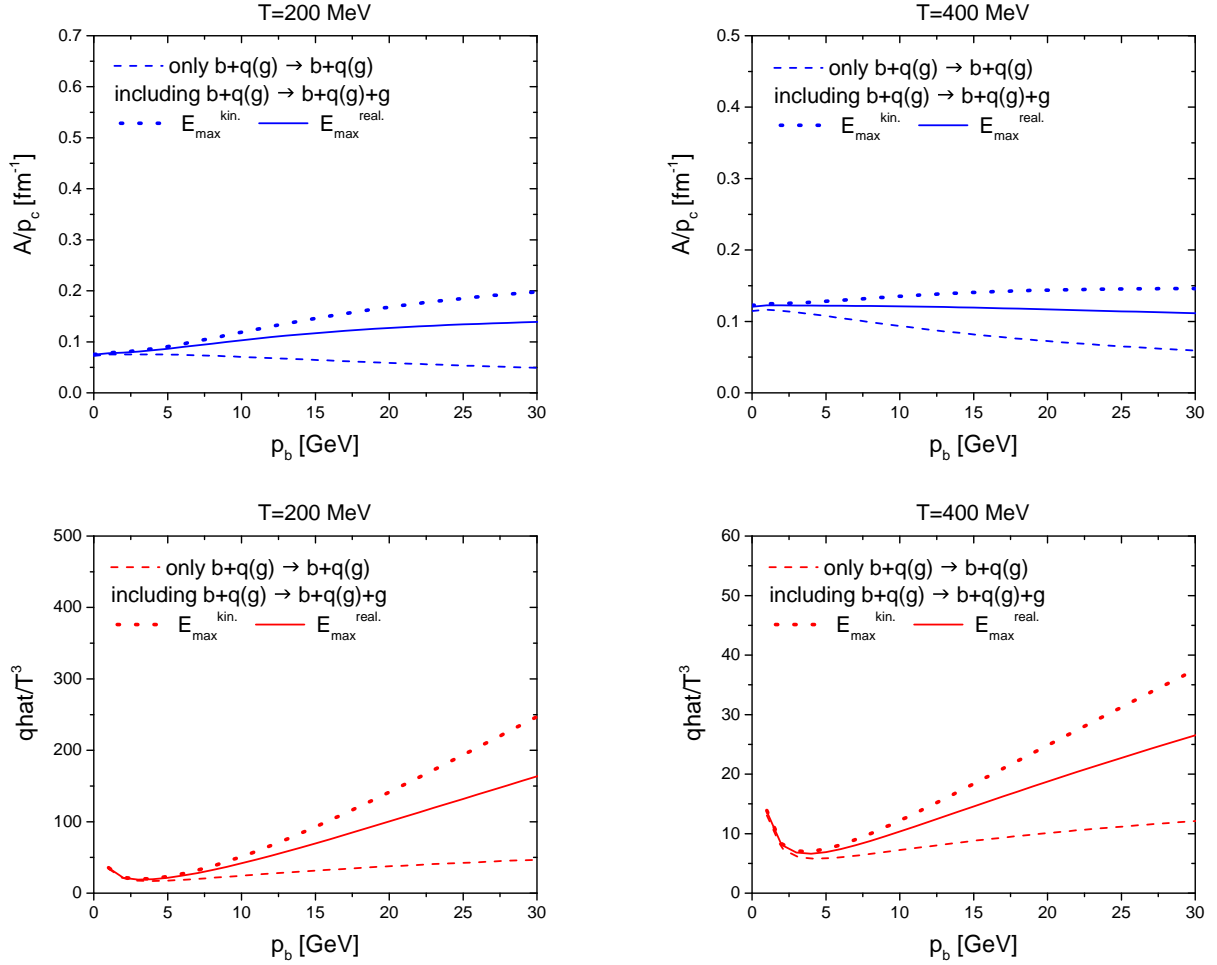 T=200 MeV
0.7
0.6
0.5
0.4
0.3
0.2
0.1
0.0
A/p_c [fm^-1]
only b+q(g) → b+q(g)
including b+q(g) → b+q(g)+g
E_max^kin. E_max^real.
0 5 10 15 20 25 30
p_b [GeV]
T=400 MeV
0.5
0.4
0.3
0.2
0.1
0.0
A/p_c [fm^-1]
only b+q(g) → b+q(g)
including b+q(g) → b+q(g)+g
E_max^kin. E_max^real.
0 5 10 15 20 25 30
p_b [GeV]
T=200 MeV
500
400
300
200
100
0
qhat/T^3
only b+q(g) → b+q(g)
including b+q(g) → b+q(g)+g
E_max^kin. E_max^real.
0 5 10 15 20 25 30
p_b [GeV]
T=400 MeV
60
50
40
30
20
10
0
qhat/T^3
only b+q(g) → b+q(g)
including b+q(g) → b+q(g)+g
E_max^kin. E_max^real.
0 5 10 15 20 25 30
p_b [GeV]